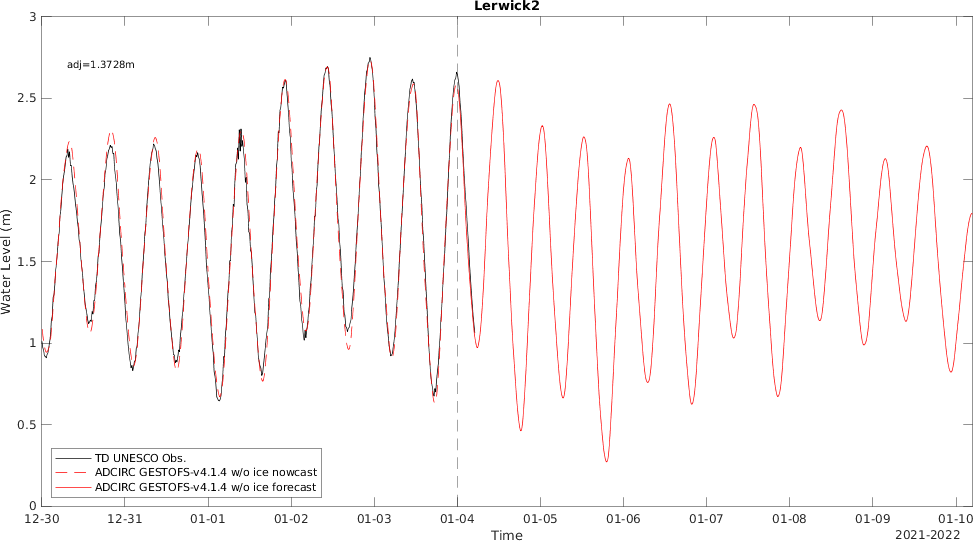 Lerwick2
adj=1.3728m
3
2.5
2
1.5
1
0.5
0
Water Level (m)
TD UNESCO Obs.
ADCIRC GESTOFS-v4.1.4 w/o ice nowcast
ADCIRC GESTOFS-v4.1.4 w/o ice forecast
12-30 12-31 01-01 01-02 01-03 01-04 01-05 01-06 01-07 01-08 01-09 01-10
Time
2021-2022